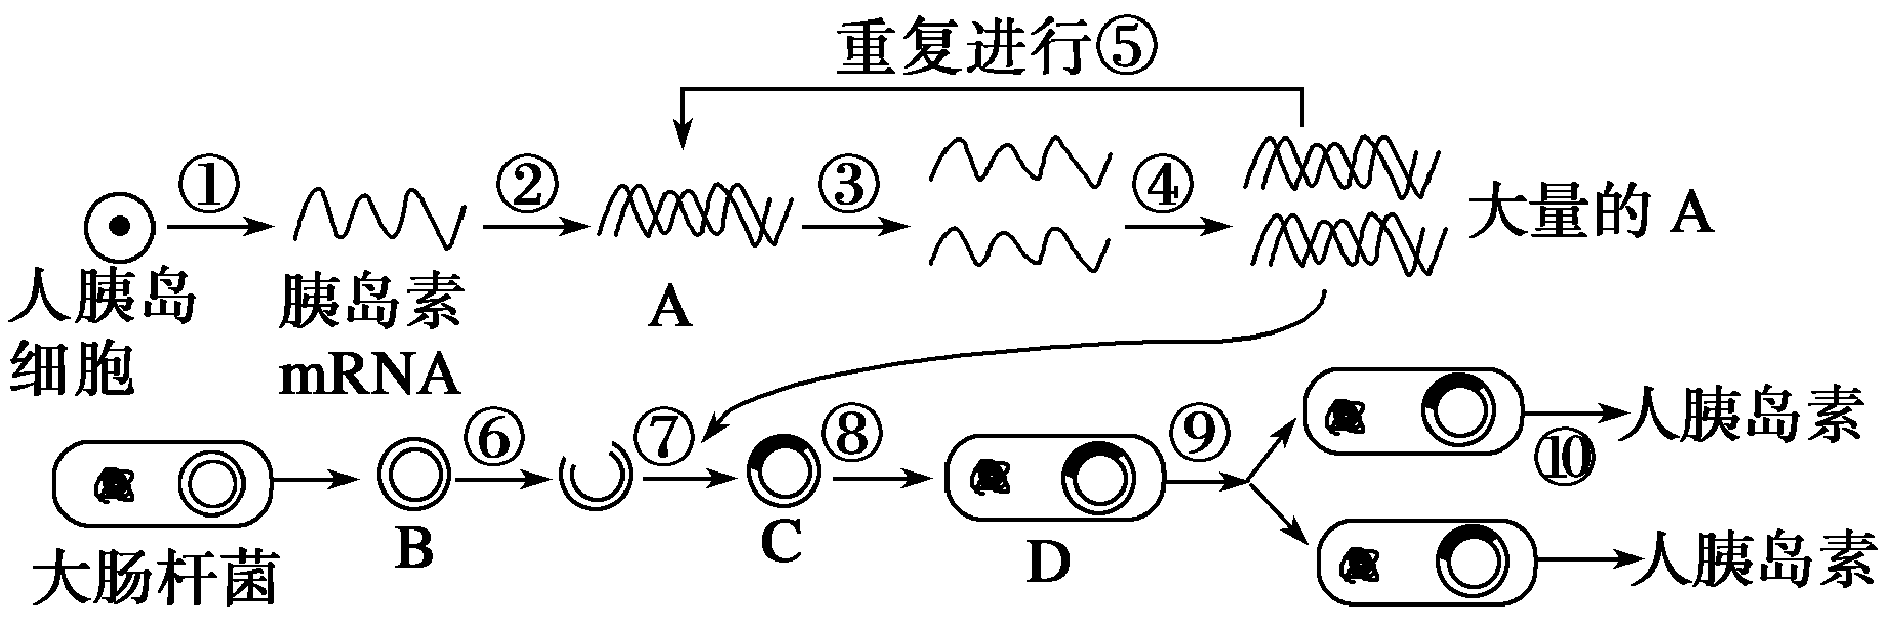 重复进行⑤
① ② ③ ④
大量的 A
人胰岛
细胞
胰岛素
mRNA
A
⑥ ⑦ ⑧ ⑨ ⑩
人胰岛素
大肠杆菌
B
C
D
人胰岛素